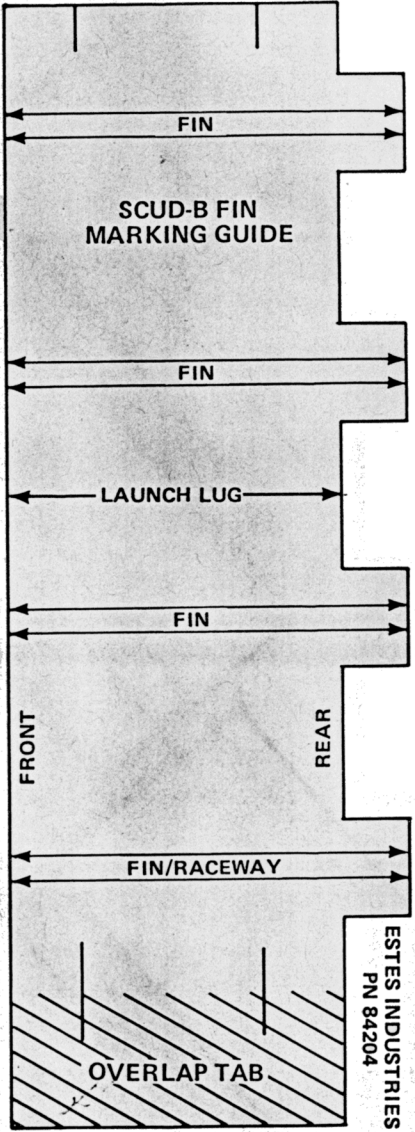 FIN
SCUD-B FIN
MARKING GUIDE
FIN
LAUNCH LUG
FIN
FRONT
REAR
FIN/RACEWAY
ESTES INDUSTRIES
PN 84204
OVERLAP TAB